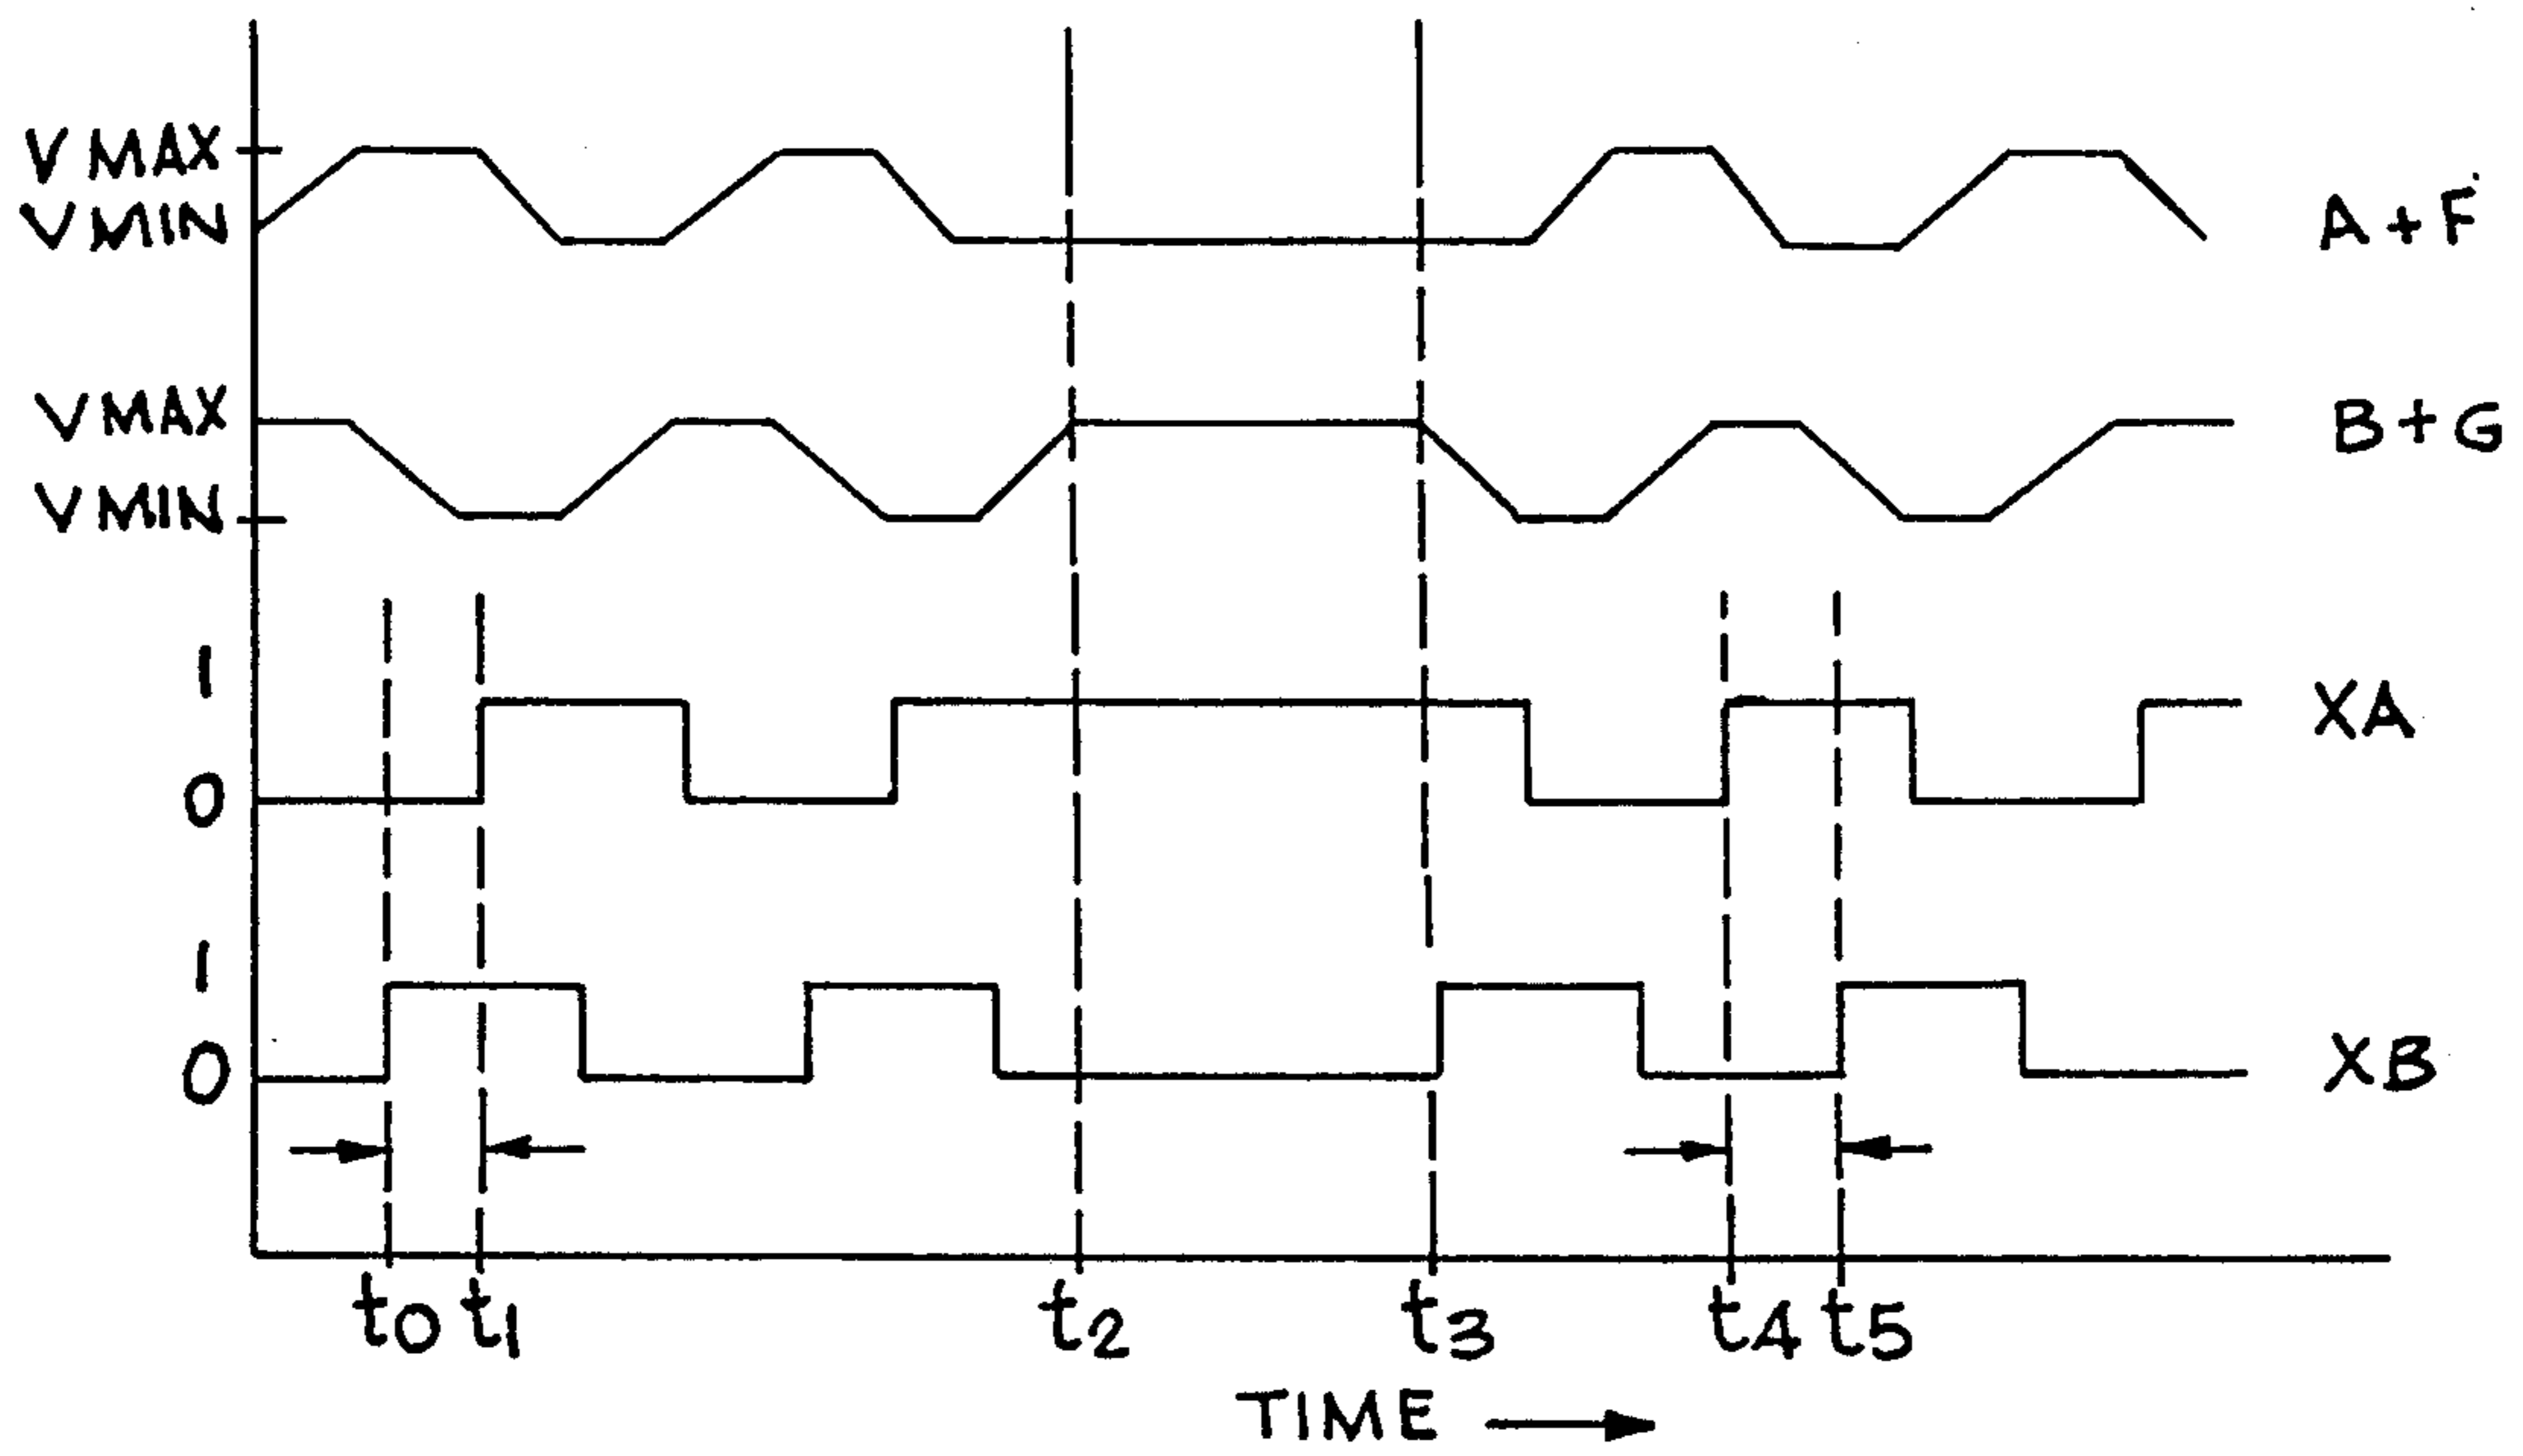 V MAX
V MIN
A + F
V MAX
V MIN
B + G
1
0
XA
1
0
XB
t0 t1 t2 t3 t4 t5
TIME